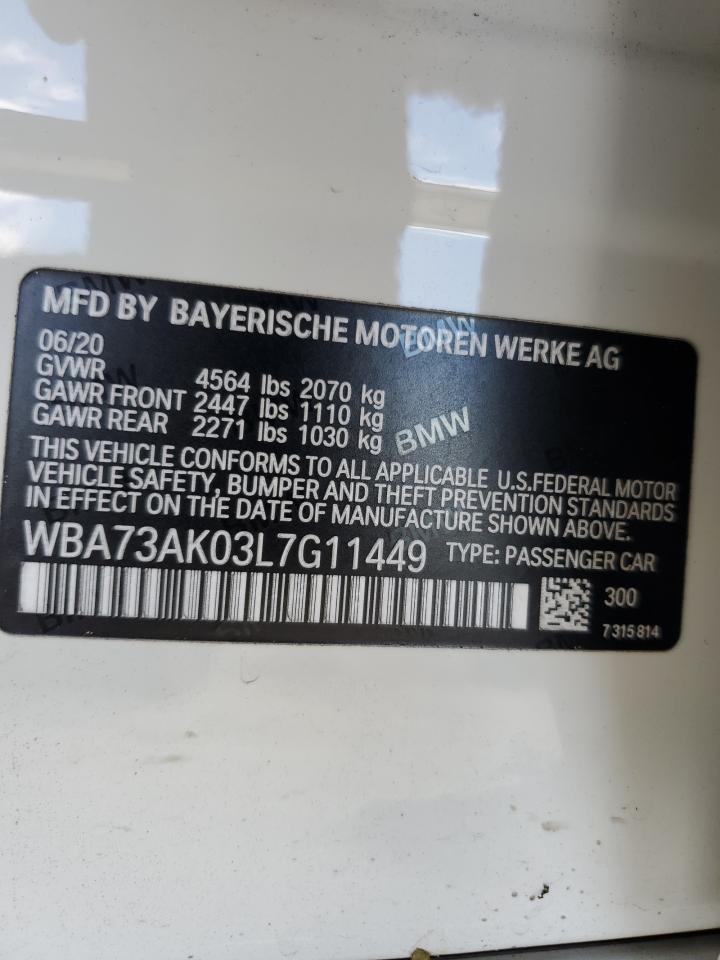 MFD BY BAYERISCHE MOTOREN WERKE AG
06/20
GVWR 4564 lbs 2070 kg
GAWR FRONT 2447 lbs 1110 kg
GAWR REAR 2271 lbs 1030 kg
BMW
THIS VEHICLE CONFORMS TO ALL APPLICABLE U.S.FEDERAL MOTOR
VEHICLE SAFETY, BUMPER AND THEFT PREVENTION STANDARDS
IN EFFECT ON THE DATE OF MANUFACTURE SHOWN ABOVE.
WBA73AK03L7G11449 TYPE: PASSENGER CAR
300
7 315 814